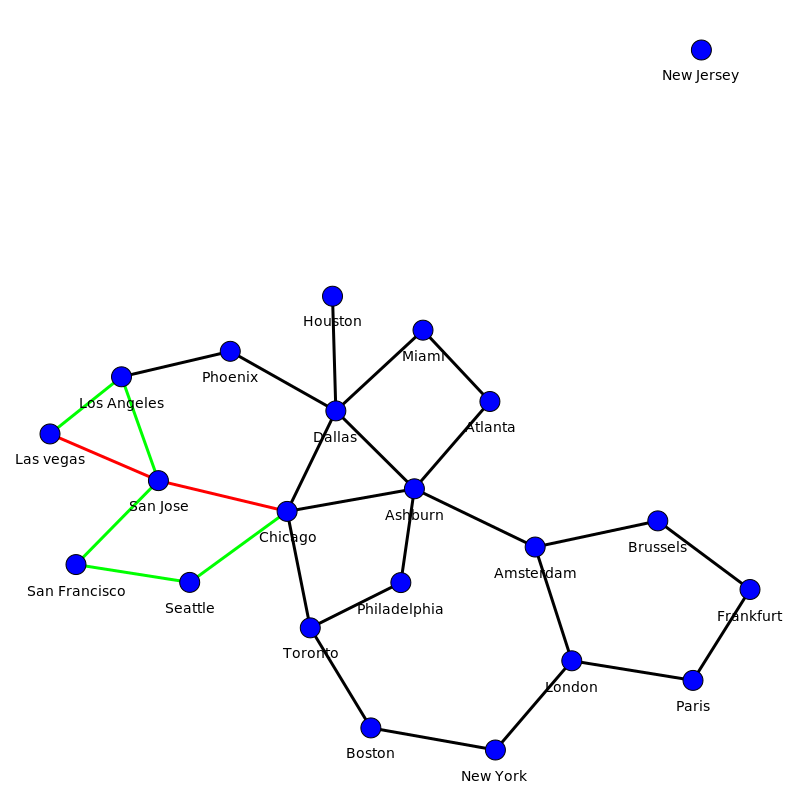 New Jersey
Houston
Miami
Phoenix
Los Angeles
Atlanta
Dallas
Las vegas
San Jose
Ashburn
Chicago
Brussels
Amsterdam
San Francisco
Seattle
Philadelphia
Frankfurt
Toronto
London
Paris
Boston
New York